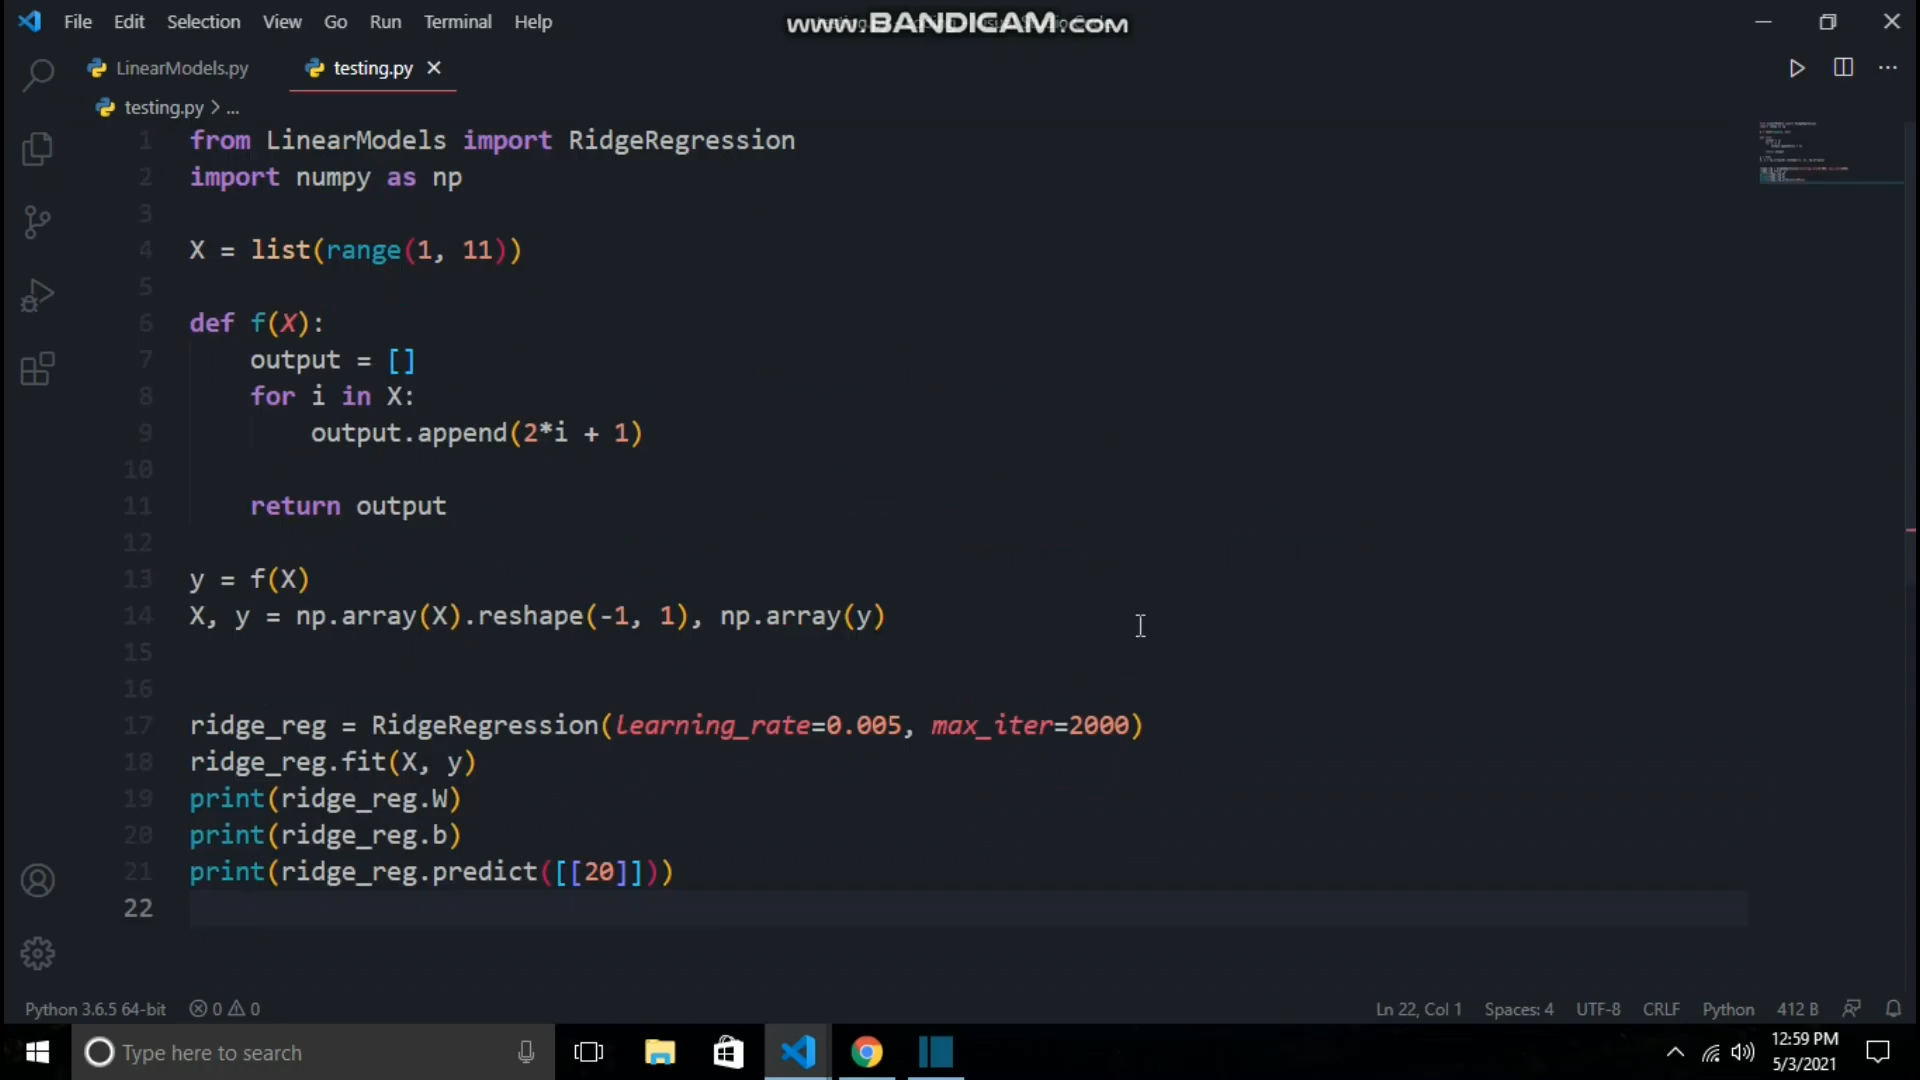 File Edit Selection View Go Run Terminal Help
www.BANDICAM.com
LinearModels.py testing.py
testing.py > ...
1 from LinearModels import RidgeRegression
2 import numpy as np
3
4 X = list(range(1, 11))
5
6 def f(X):
7 output = []
8 for i in X:
9 output.append(2*i + 1)
10
11 return output
12
13 y = f(X)
14 X, y = np.array(X).reshape(-1, 1), np.array(y)
15
16
17 ridge_reg = RidgeRegression(learning_rate=0.005, max_iter=2000)
18 ridge_reg.fit(X, y)
19 print(ridge_reg.W)
20 print(ridge_reg.b)
21 print(ridge_reg.predict([[20]]))
22
Python 3.6.5 64-bit 0 0 Ln 22, Col 1 Spaces: 4 UTF-8 CRLF Python 412 B
Type here to search
12:59 PM
5/3/2021